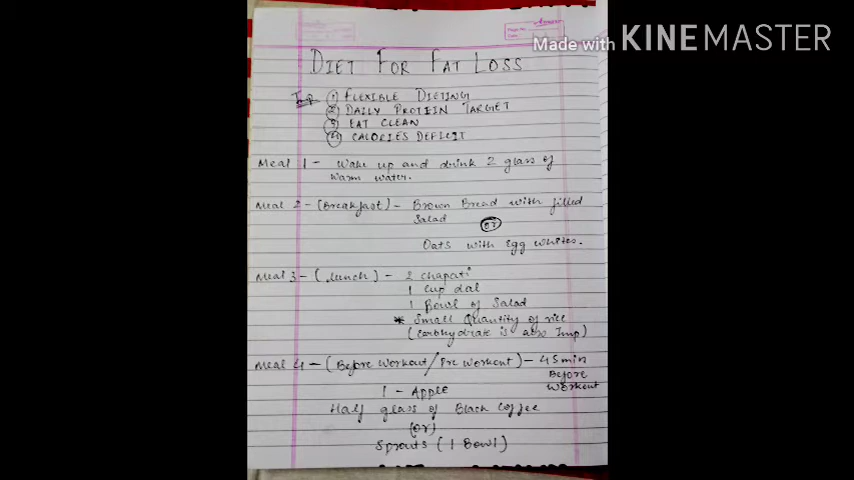 Made with KINEMASTER
DIET FOR FAT LOSS
Imp ① FLEXIBLE DIETING
② DAILY PROTEIN TARGET
③ EAT CLEAN
④ CALORIES DEFICIT
Meal 1 - Wake up and drink 2 glass of
warm water.
Meal 2 - (Breakfast) - Brown Bread with filled
Salad
(OR)
Oats with Egg whites.
Meal 3 - (Lunch) - 2 chapati
1 Cup dal
1 Bowl of Salad
* Small Quantity of rice
(carbohydrate is also Imp)
Meal 4 - (Before Workout/Pre Workout) - 45 min
Before
Workout
1 - Apple
Half glass of Black Coffee
(OR)
Sprouts (1 Bowl)